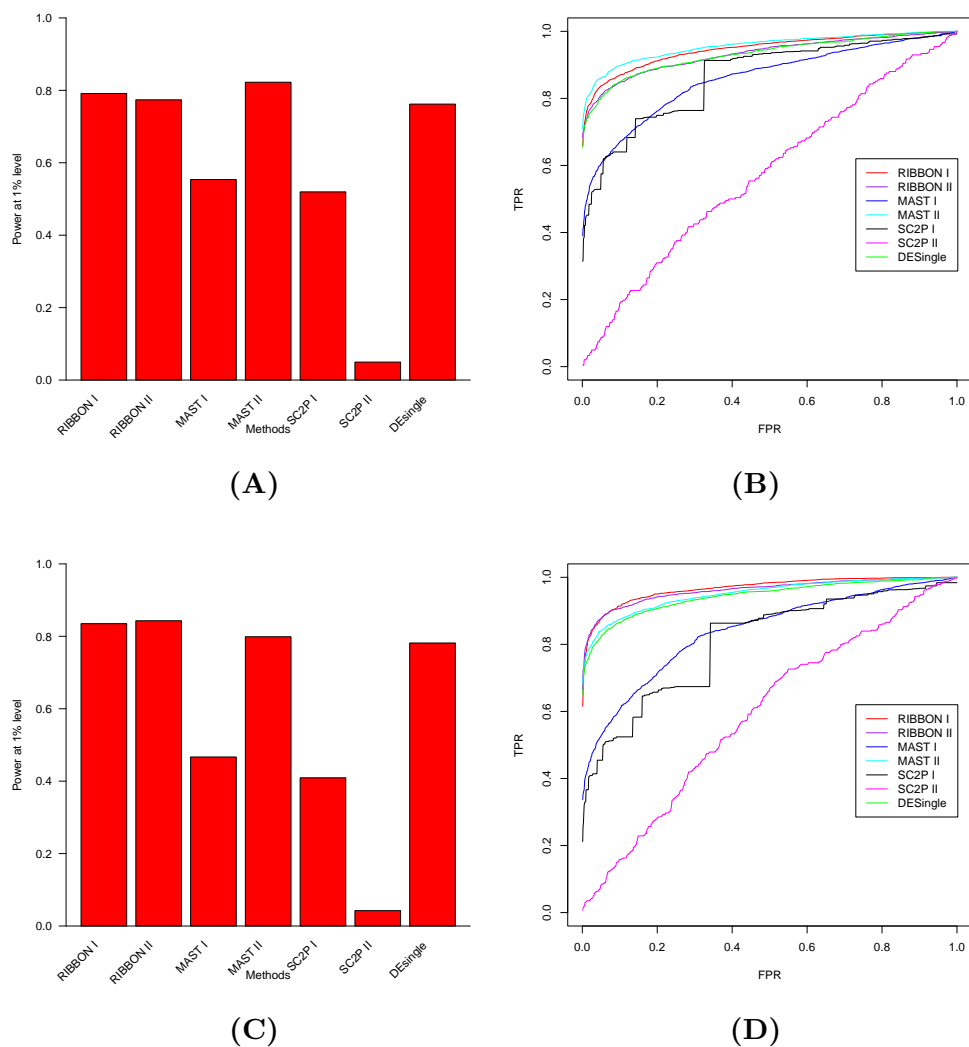 1.0
0.8
0.6
0.4
0.2
0.0
Power at 1% level
RIBBON I
RIBBON II
MAST I
MAST II
SC2P I
SC2P II
DEsingle
Methods
(A)
1.0
0.8
0.6
0.4
0.2
0.0
TPR
RIBBON I
RIBBON II
MAST I
MAST II
SC2P I
SC2P II
DESingle
0.0 0.2 0.4 0.6 0.8 1.0
FPR
(B)
1.0
0.8
0.6
0.4
0.2
0.0
Power at 1% level
RIBBON I
RIBBON II
MAST I
MAST II
SC2P I
SC2P II
DEsingle
Methods
(C)
1.0
0.8
0.6
0.4
0.2
0.0
TPR
RIBBON I
RIBBON II
MAST I
MAST II
SC2P I
SC2P II
DESingle
0.0 0.2 0.4 0.6 0.8 1.0
FPR
(D)